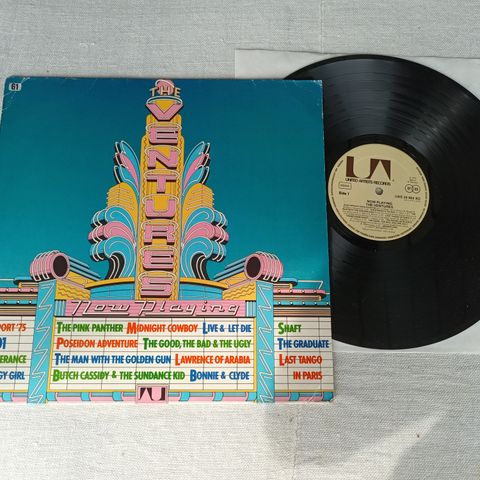 61
THE
VENTURES
Now Playing
PORT '75 THE PINK PANTHER MIDNIGHT COWBOY LIVE & LET DIE SHAFT
POSEIDON ADVENTURE THE GOOD, THE BAD & THE UGLY THE GRADUATE
ERANCE THE MAN WITH THE GOLDEN GUN LAWRENCE OF ARABIA LAST TANGO
GY GIRL BUTCH CASSIDY & THE SUNDANCE KID BONNIE & CLYDE IN PARIS
UNITED ARTISTS RECORDS
Side 1
NOW PLAYING
THE VENTURES